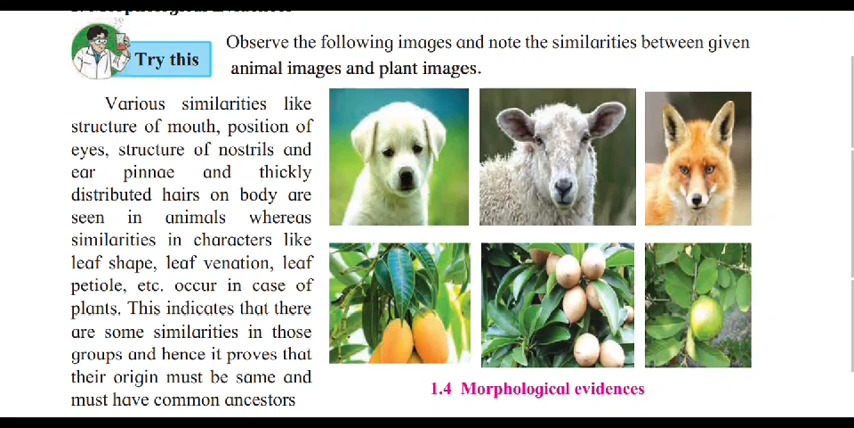 Try this
Observe the following images and note the similarities between given
animal images and plant images.
Various similarities like
structure of mouth, position of
eyes, structure of nostrils and
ear pinnae and thickly
distributed hairs on body are
seen in animals whereas
similarities in characters like
leaf shape, leaf venation, leaf
petiole, etc. occur in case of
plants. This indicates that there
are some similarities in those
groups and hence it proves that
their origin must be same and
must have common ancestors
1.4 Morphological evidences